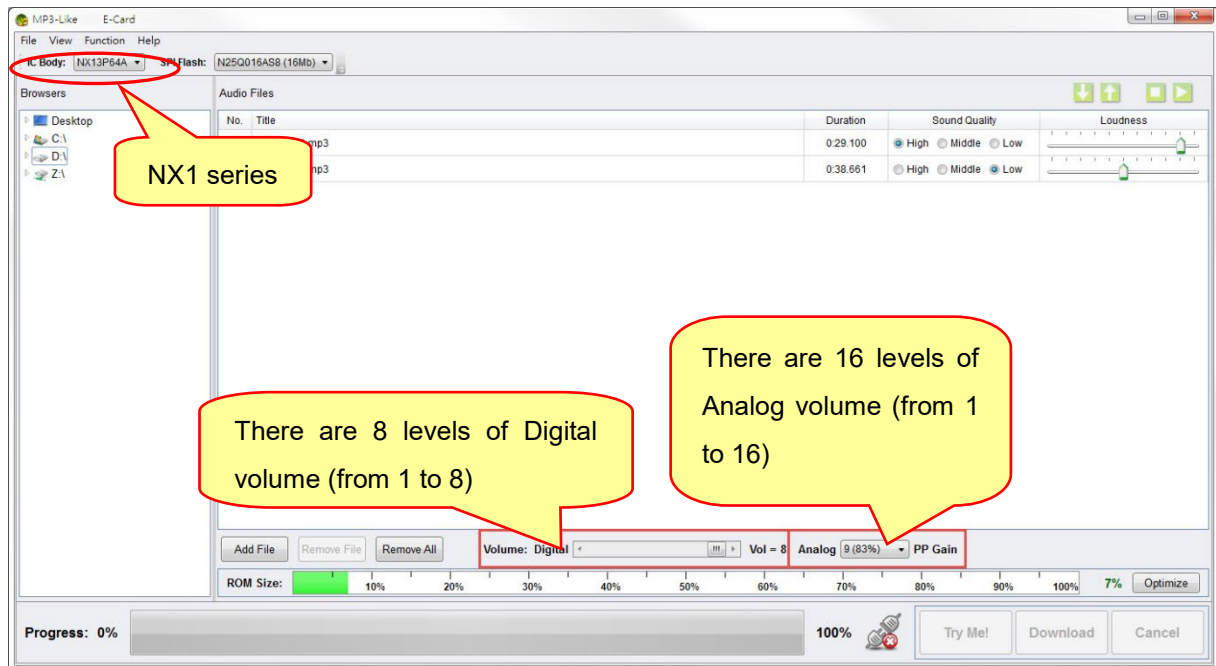 MP3-Like E-Card
File View Function Help
IC Body: NX13P64A SPI Flash: N25Q016AS8 (16Mb)
Browsers
Audio Files
Desktop
C:\
D:\
Z:\
No. Title Duration Sound Quality Loudness
mp3 0:29.100 High Middle Low
mp3 0:38.661 High Middle Low
NX1 series
There are 16 levels of
Analog volume (from 1
to 16)
There are 8 levels of Digital
volume (from 1 to 8)
Add File Remove File Remove All Volume: Digital Vol = 8 Analog 9 (83%) PP Gain
ROM Size: 10% 20% 30% 40% 50% 60% 70% 80% 90% 100% 7% Optimize
Progress: 0% 100% Try Me! Download Cancel